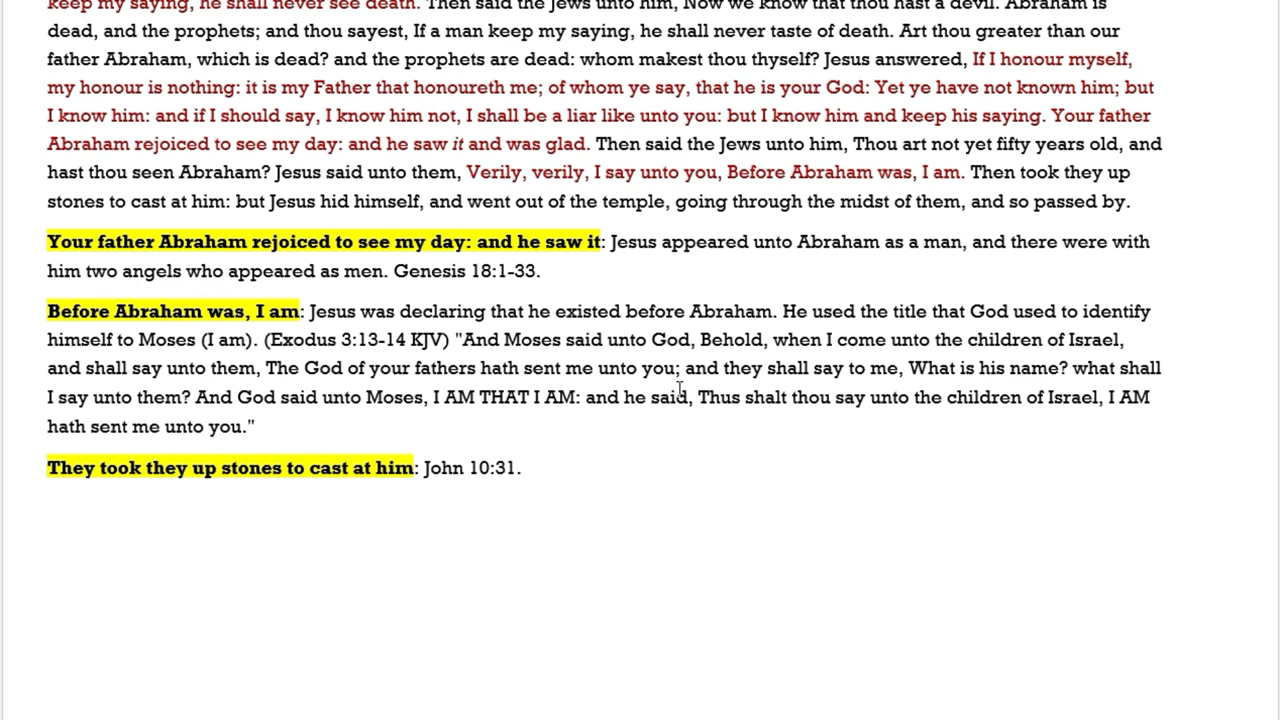 keep my saying, he shall never see death. Then said the Jews unto him, Now we know that thou hast a devil. Abraham is
dead, and the prophets; and thou sayest, If a man keep my saying, he shall never taste of death. Art thou greater than our
father Abraham, which is dead? and the prophets are dead: whom makest thou thyself? Jesus answered, If I honour myself,
my honour is nothing: it is my Father that honoureth me; of whom ye say, that he is your God: Yet ye have not known him; but
I know him: and if I should say, I know him not, I shall be a liar like unto you: but I know him and keep his saying. Your father
Abraham rejoiced to see my day: and he saw it and was glad. Then said the Jews unto him, Thou art not yet fifty years old, and
hast thou seen Abraham? Jesus said unto them, Verily, verily, I say unto you, Before Abraham was, I am. Then took they up
stones to cast at him: but Jesus hid himself, and went out of the temple, going through the midst of them, and so passed by.
Your father Abraham rejoiced to see my day: and he saw it: Jesus appeared unto Abraham as a man, and there were with
him two angels who appeared as men. Genesis 18:1-33.
Before Abraham was, I am: Jesus was declaring that he existed before Abraham. He used the title that God used to identify
himself to Moses (I am). (Exodus 3:13-14 KJV) "And Moses said unto God, Behold, when I come unto the children of Israel,
and shall say unto them, The God of your fathers hath sent me unto you; and they shall say to me, What is his name? what shall
I say unto them? And God said unto Moses, I AM THAT I AM: and he said, Thus shalt thou say unto the children of Israel, I AM
hath sent me unto you."
They took they up stones to cast at him: John 10:31.